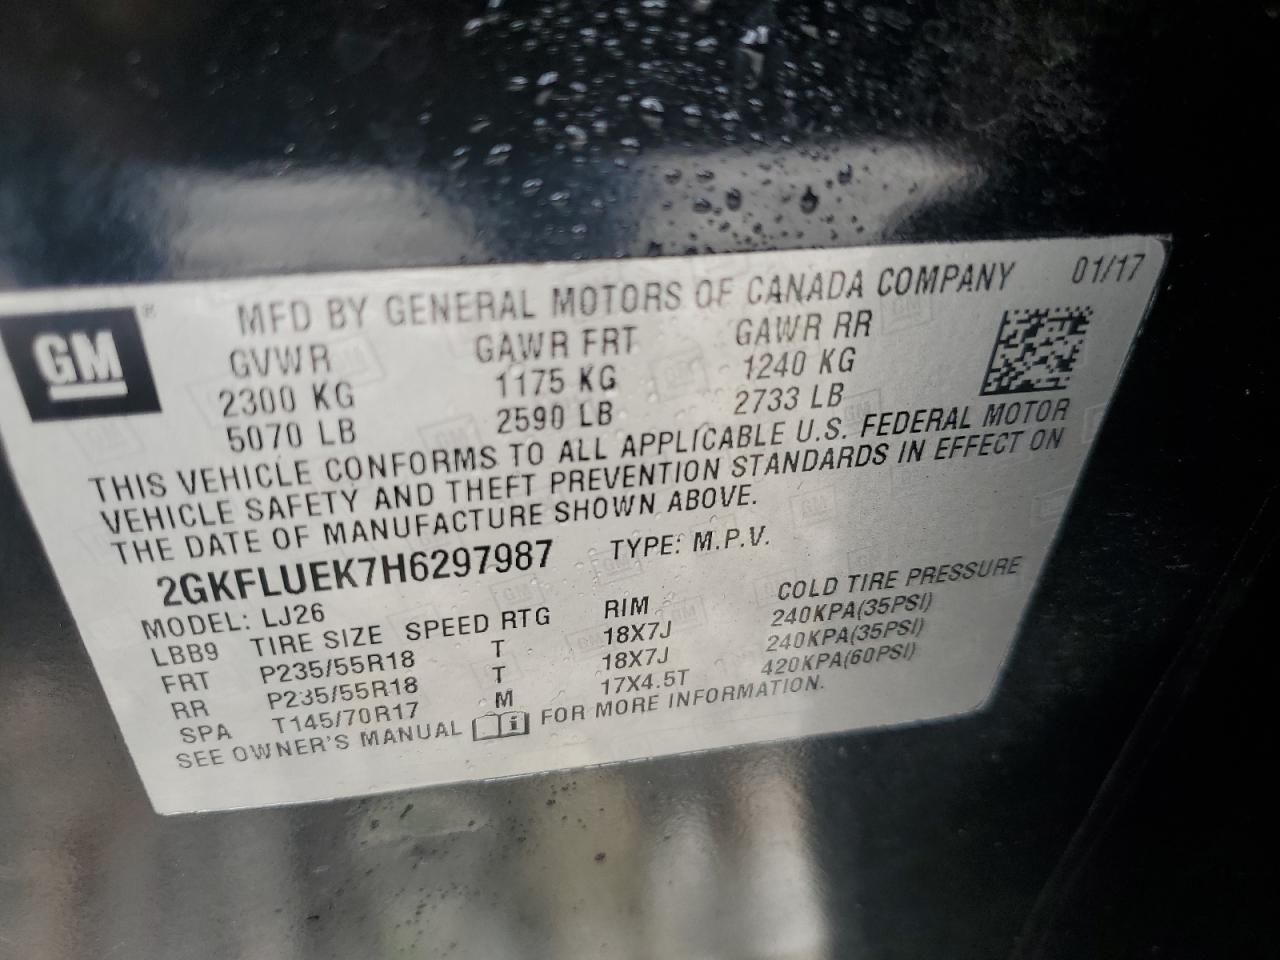 GM ®
MFD BY GENERAL MOTORS OF CANADA COMPANY 01/17
GVWR GAWR FRT GAWR RR
2300 KG 1175 KG 1240 KG
5070 LB 2590 LB 2733 LB
THIS VEHICLE CONFORMS TO ALL APPLICABLE U.S. FEDERAL MOTOR
VEHICLE SAFETY AND THEFT PREVENTION STANDARDS IN EFFECT ON
THE DATE OF MANUFACTURE SHOWN ABOVE.
2GKFLUEK7H6297987 TYPE: M.P.V.
MODEL: LJ26
LBB9 TIRE SIZE SPEED RTG RIM COLD TIRE PRESSURE
FRT P235/55R18 T 18X7J 240KPA(35PSI)
RR P235/55R18 T 18X7J 240KPA(35PSI)
SPA T145/70R17 M 17X4.5T 420KPA(60PSI)
SEE OWNER'S MANUAL FOR MORE INFORMATION.